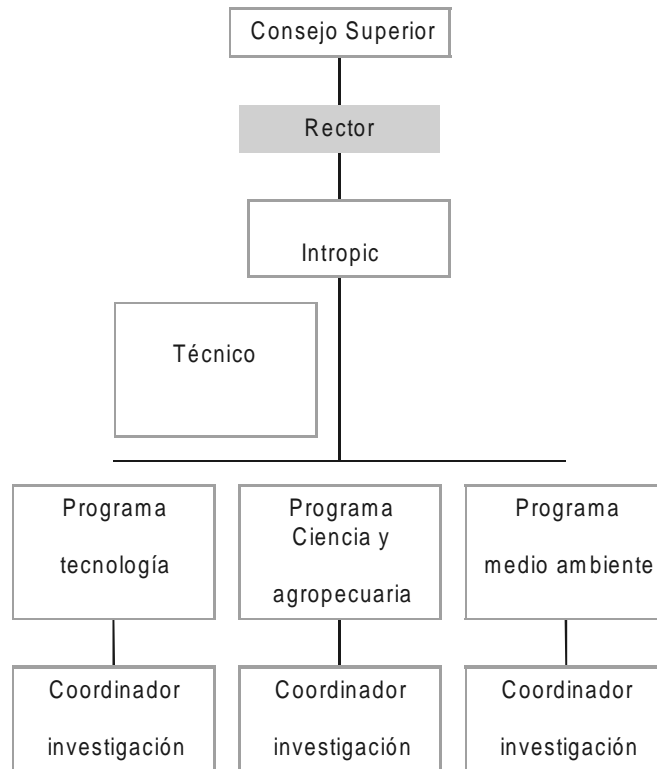 Consejo Superior
Rector
Intropic
Técnico
Programa
tecnología
Programa
Ciencia y
agropecuaria
Programa
medio ambiente
Coordinador
investigación
Coordinador
investigación
Coordinador
investigación